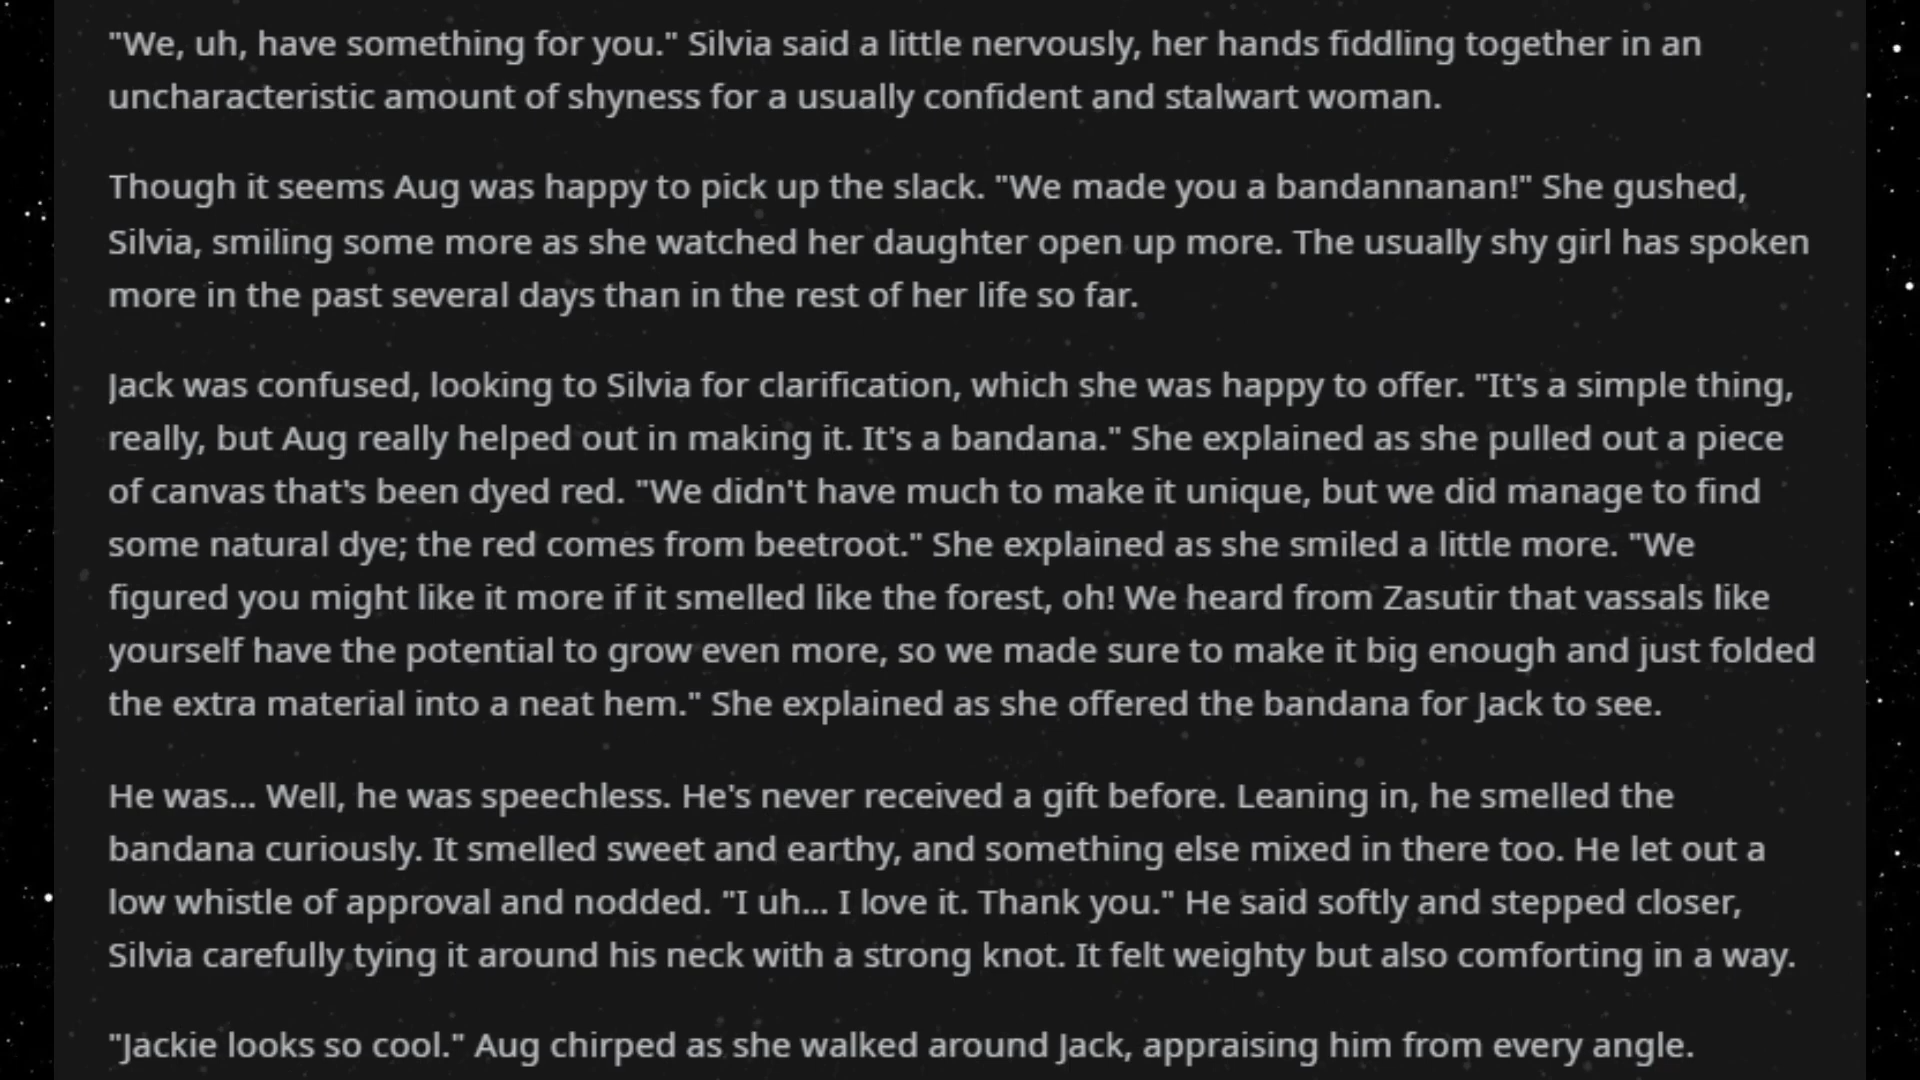 "We, uh, have something for you." Silvia said a little nervously, her hands fiddling together in an
uncharacteristic amount of shyness for a usually confident and stalwart woman.
Though it seems Aug was happy to pick up the slack. "We made you a bandannanan!" She gushed,
Silvia, smiling some more as she watched her daughter open up more. The usually shy girl has spoken
more in the past several days than in the rest of her life so far.
Jack was confused, looking to Silvia for clarification, which she was happy to offer. "It's a simple thing,
really, but Aug really helped out in making it. It's a bandana." She explained as she pulled out a piece
of canvas that's been dyed red. "We didn't have much to make it unique, but we did manage to find
some natural dye; the red comes from beetroot." She explained as she smiled a little more. "We
figured you might like it more if it smelled like the forest, oh! We heard from Zasutir that vassals like
yourself have the potential to grow even more, so we made sure to make it big enough and just folded
the extra material into a neat hem." She explained as she offered the bandana for Jack to see.
He was... Well, he was speechless. He's never received a gift before. Leaning in, he smelled the
bandana curiously. It smelled sweet and earthy, and something else mixed in there too. He let out a
low whistle of approval and nodded. "I uh... I love it. Thank you." He said softly and stepped closer,
Silvia carefully tying it around his neck with a strong knot. It felt weighty but also comforting in a way.
"Jackie looks so cool." Aug chirped as she walked around Jack, appraising him from every angle.